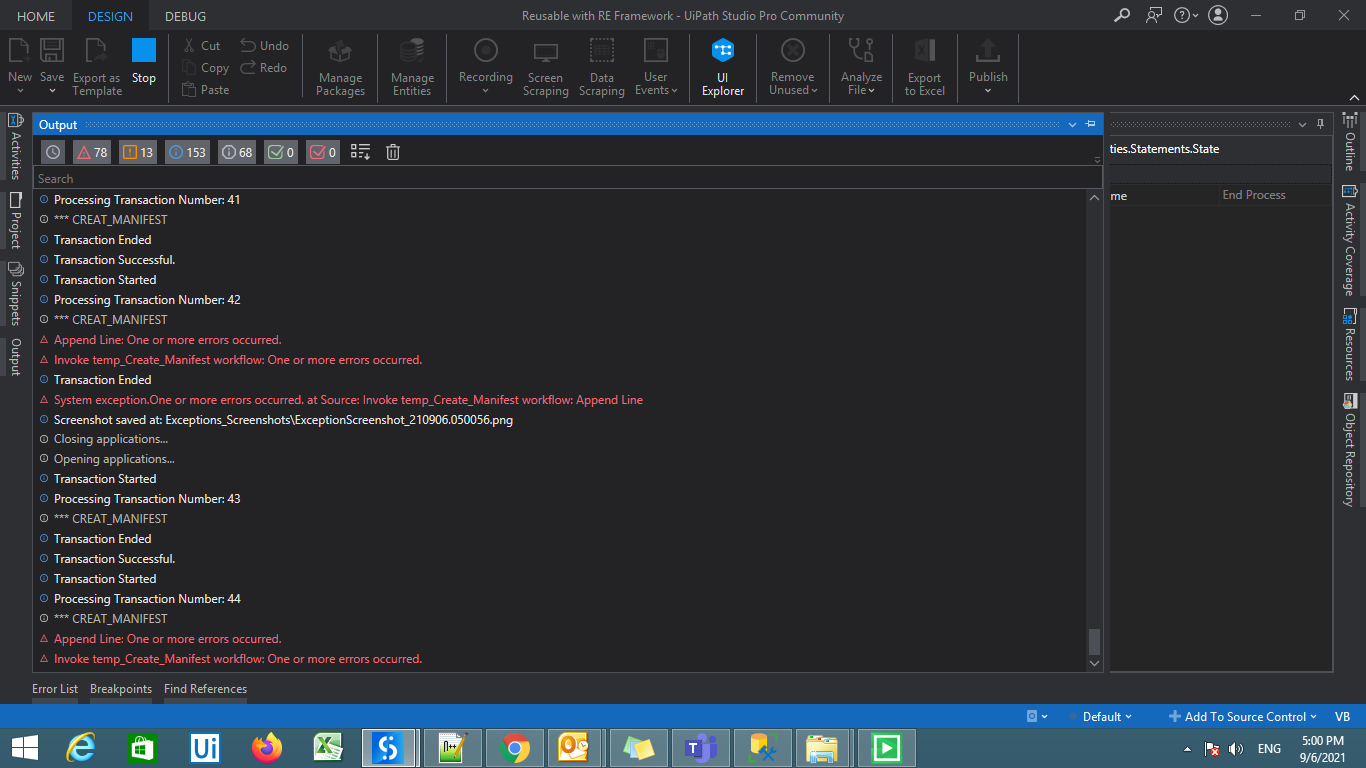 HOME DESIGN DEBUG Reusable with RE Framework - UiPath Studio Pro Community
New Save Export as Template Stop
Cut Undo
Copy Redo
Paste
Manage Packages
Manage Entities
Recording
Screen Scraping
Data Scraping
User Events
UI Explorer
Remove Unused
Analyze File
Export to Excel
Publish
Activities
Project
Snippets
Output
Output
78 13 153 68 0 0
Search
Processing Transaction Number: 41
*** CREAT_MANIFEST
Transaction Ended
Transaction Successful.
Transaction Started
Processing Transaction Number: 42
*** CREAT_MANIFEST
Append Line: One or more errors occurred.
Invoke temp_Create_Manifest workflow: One or more errors occurred.
Transaction Ended
System exception.One or more errors occurred. at Source: Invoke temp_Create_Manifest workflow: Append Line
Screenshot saved at: Exceptions_Screenshots\ExceptionScreenshot_210906.050056.png
Closing applications...
Opening applications...
Transaction Started
Processing Transaction Number: 43
*** CREAT_MANIFEST
Transaction Ended
Transaction Successful.
Transaction Started
Processing Transaction Number: 44
*** CREAT_MANIFEST
Append Line: One or more errors occurred.
Invoke temp_Create_Manifest workflow: One or more errors occurred.
ties.Statements.State
me End Process
Outline
Activity Coverage
Resources
Object Repository
Error List Breakpoints Find References
Default Add To Source Control VB
Ui
n++
ENG
5:00 PM
9/6/2021